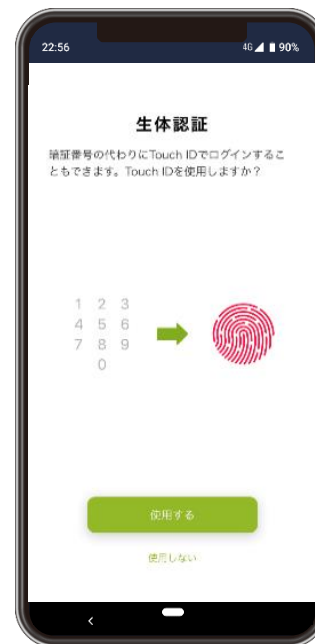 22:56 4G 90%
生体認証
暗証番号の代わりにTouch IDでログインするこ
ともできます。Touch IDを使用しますか？
1 2 3
4 5 6
7 8 9
0
使用する
使用しない